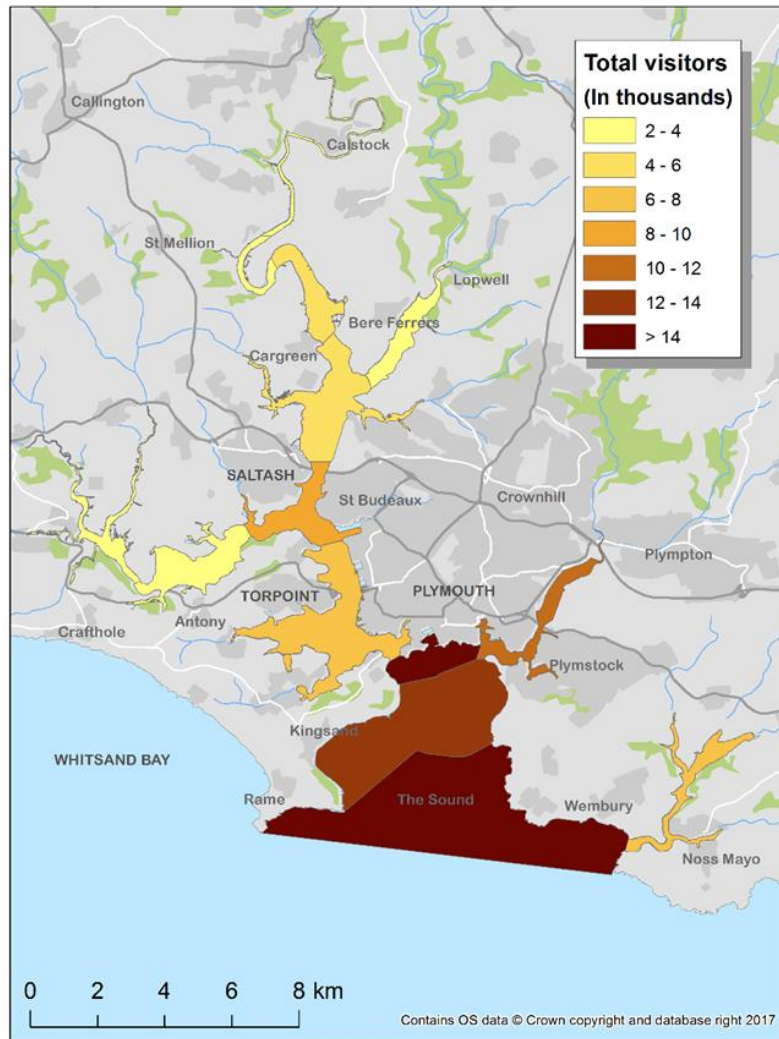 Total visitors
(In thousands)
2 - 4
4 - 6
6 - 8
8 - 10
10 - 12
12 - 14
> 14
Callington
Calstock
St Mellion
Lopwell
Bere Ferrers
Cargreen
SALTASH
St Budeaux
Crownhill
Plympton
TORPOINT
PLYMOUTH
Antony
Crafthole
Plymstock
Kingsand
WHITSAND BAY
Rame
The Sound
Wembury
Noss Mayo
0 2 4 6 8 km
Contains OS data © Crown copyright and database right 2017